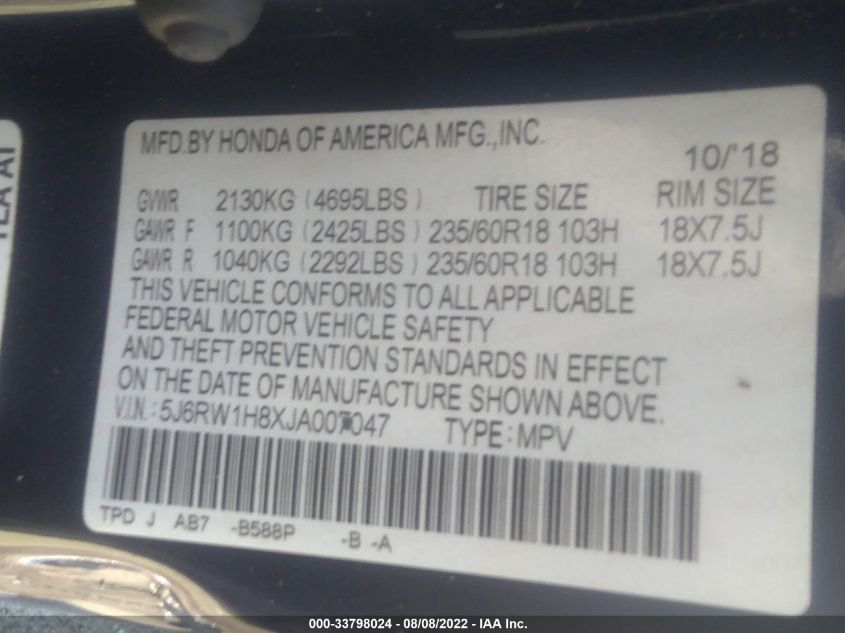 MFD.BY HONDA OF AMERICA MFG.,INC.
10/'18
GVWR 2130KG (4695LBS) TIRE SIZE RIM SIZE
GAWR F 1100KG (2425LBS) 235/60R18 103H 18X7.5J
GAWR R 1040KG (2292LBS) 235/60R18 103H 18X7.5J
THIS VEHICLE CONFORMS TO ALL APPLICABLE
FEDERAL MOTOR VEHICLE SAFETY
AND THEFT PREVENTION STANDARDS IN EFFECT
ON THE DATE OF MANUFACTURE SHOWN ABOVE.
V.I.N.:5J6RW1H8XJA007047 TYPE:MPV
TPD J AB7 -B588P -B -A
000-33798024 - 08/08/2022 - IAA Inc.